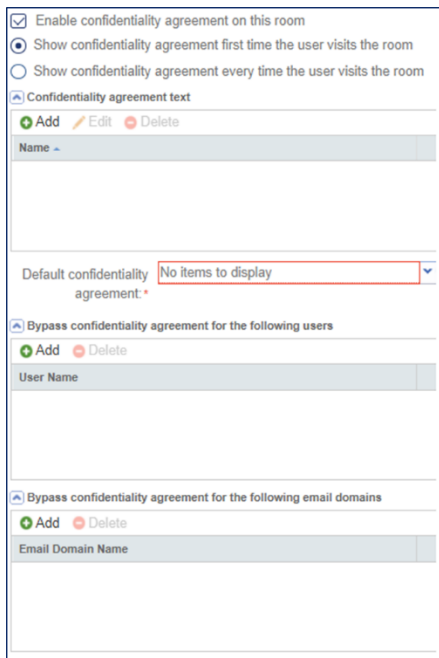 Enable confidentiality agreement on this room
Show confidentiality agreement first time the user visits the room
Show confidentiality agreement every time the user visits the room
Confidentiality agreement text
Add Edit Delete
Name
Default confidentiality No items to display
agreement: *
Bypass confidentiality agreement for the following users
Add Delete
User Name
Bypass confidentiality agreement for the following email domains
Add Delete
Email Domain Name